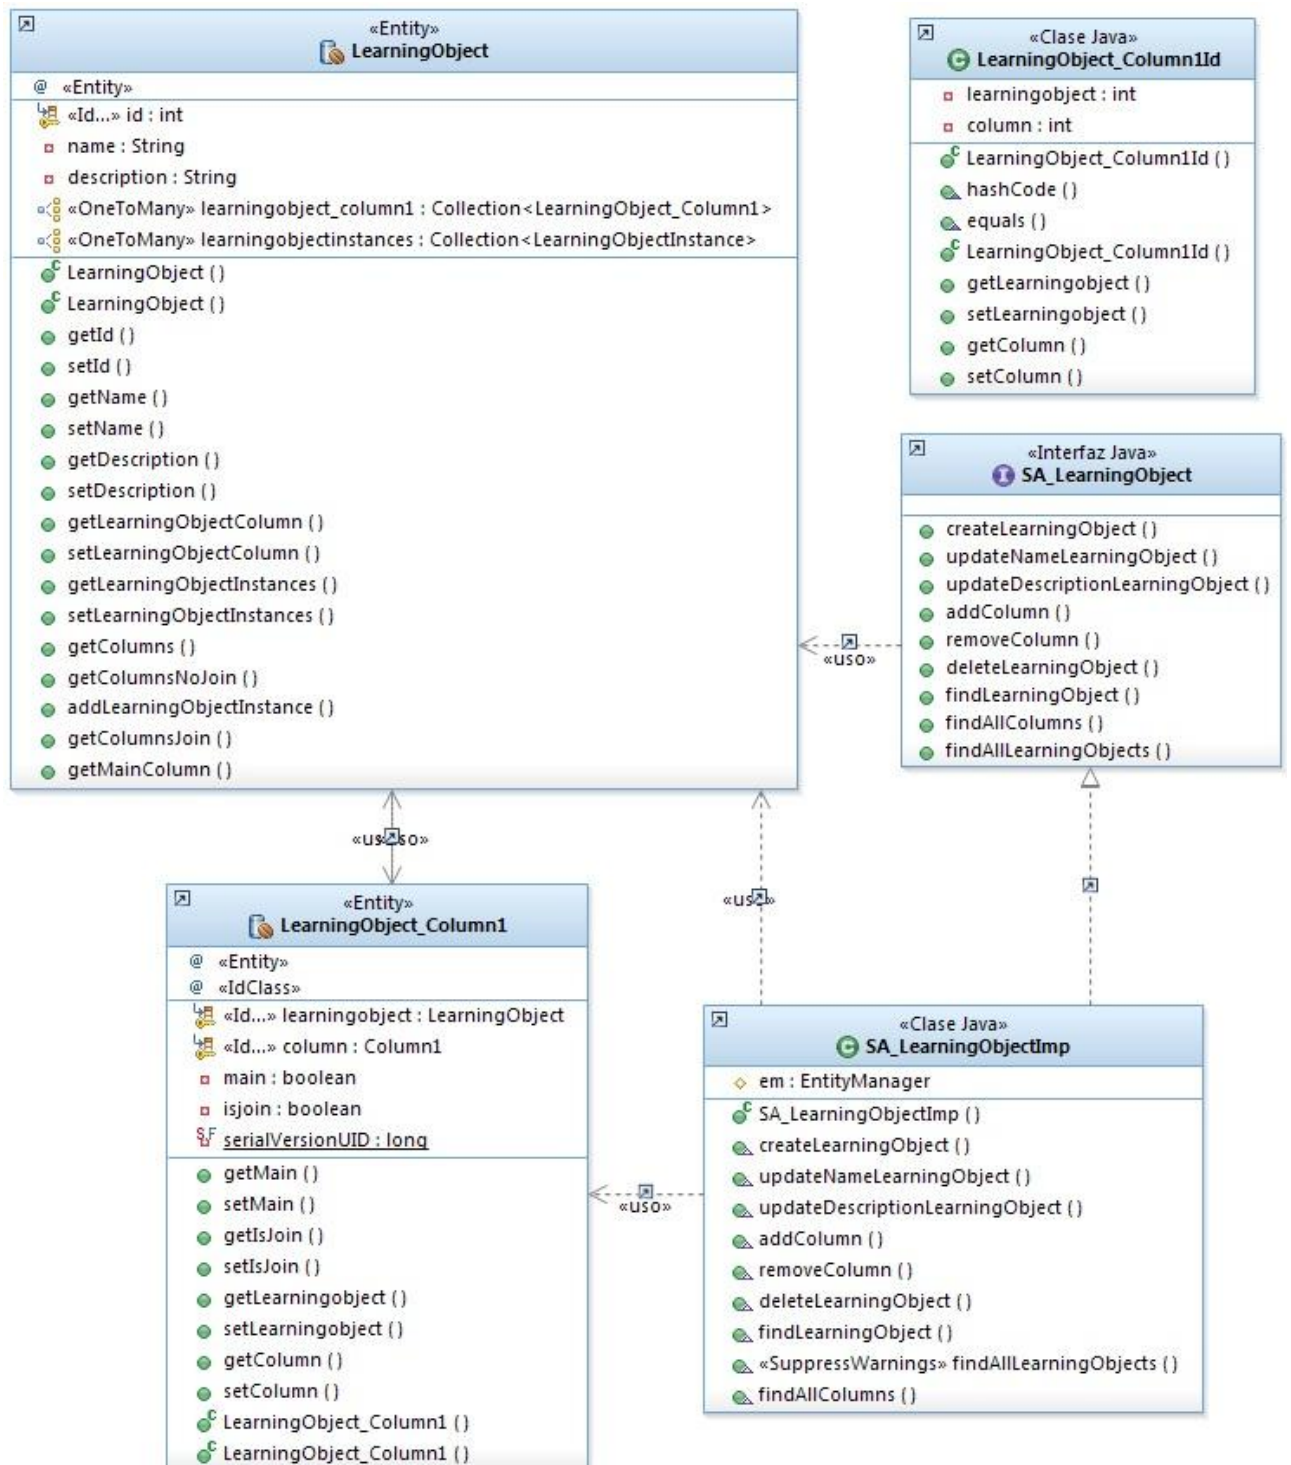 «Entity»
LearningObject
@ «Entity»
«Id...» id : int
name : String
description : String
«OneToMany» learningobject_column1 : Collection<LearningObject_Column1>
«OneToMany» learningobjectinstances : Collection<LearningObjectInstance>
LearningObject ( )
LearningObject ( )
getId ( )
setId ( )
getName ( )
setName ( )
getDescription ( )
setDescription ( )
getLearningObjectColumn ( )
setLearningObjectColumn ( )
getLearningObjectInstances ( )
setLearningObjectInstances ( )
getColumns ( )
getColumnsNoJoin ( )
addLearningObjectInstance ( )
getColumnsJoin ( )
getMainColumn ( )
«Clase Java»
LearningObject_Column1Id
learningobject : int
column : int
LearningObject_Column1Id ( )
hashCode ( )
equals ( )
LearningObject_Column1Id ( )
getLearningobject ( )
setLearningobject ( )
getColumn ( )
setColumn ( )
«Interfaz Java»
SA_LearningObject
createLearningObject ( )
updateNameLearningObject ( )
updateDescriptionLearningObject ( )
addColumn ( )
removeColumn ( )
deleteLearningObject ( )
findLearningObject ( )
findAllColumns ( )
findAllLearningObjects ( )
«uso»
«Entity»
LearningObject_Column1
@ «Entity»
@ «IdClass»
«Id...» learningobject : LearningObject
«Id...» column : Column1
main : boolean
isjoin : boolean
serialVersionUID : long
getMain ( )
setMain ( )
getIsJoin ( )
setIsJoin ( )
getLearningobject ( )
setLearningobject ( )
getColumn ( )
setColumn ( )
LearningObject_Column1 ( )
LearningObject_Column1 ( )
«uso»
«Clase Java»
SA_LearningObjectImp
em : EntityManager
SA_LearningObjectImp ( )
createLearningObject ( )
updateNameLearningObject ( )
updateDescriptionLearningObject ( )
addColumn ( )
removeColumn ( )
deleteLearningObject ( )
findLearningObject ( )
«SuppressWarnings» findAllLearningObjects ( )
findAllColumns ( )